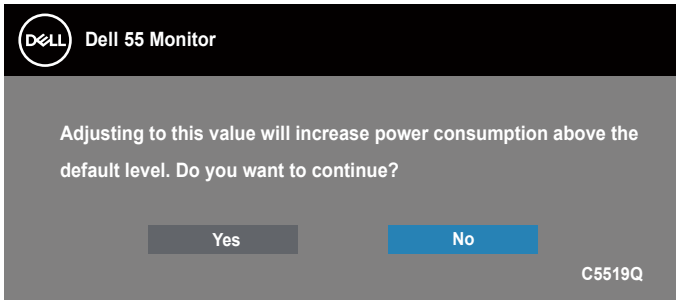 DELL Dell 55 Monitor
Adjusting to this value will increase power consumption above the
default level. Do you want to continue?
Yes No
C5519Q